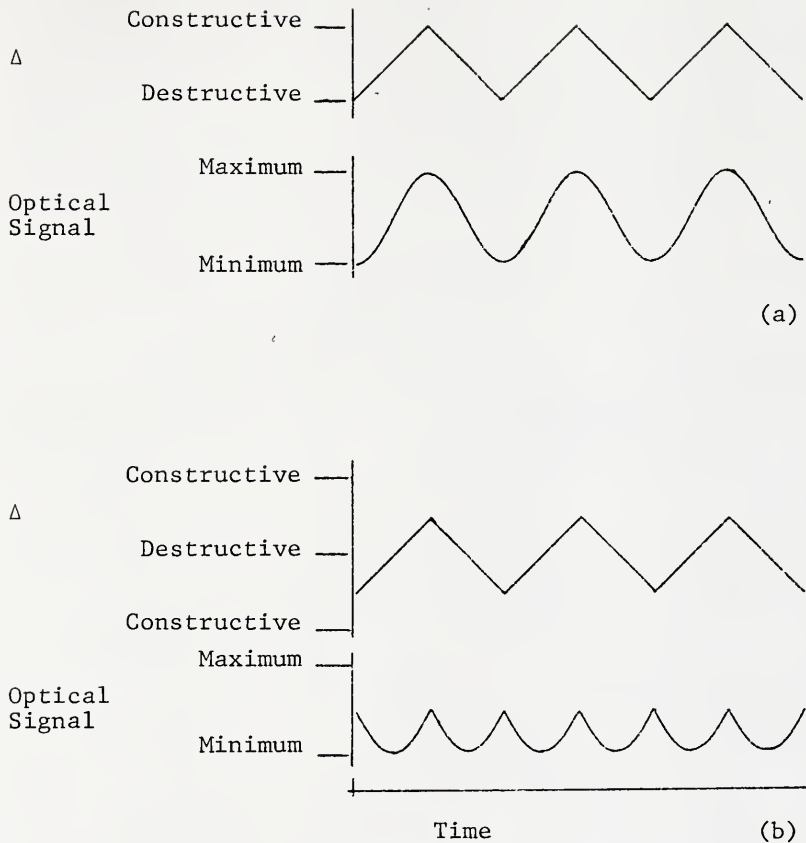 Constructive
Δ
Destructive
Maximum
Optical
Signal
Minimum
(a)
Constructive
Δ
Destructive
Constructive
Maximum
Optical
Signal
Minimum
Time (b)